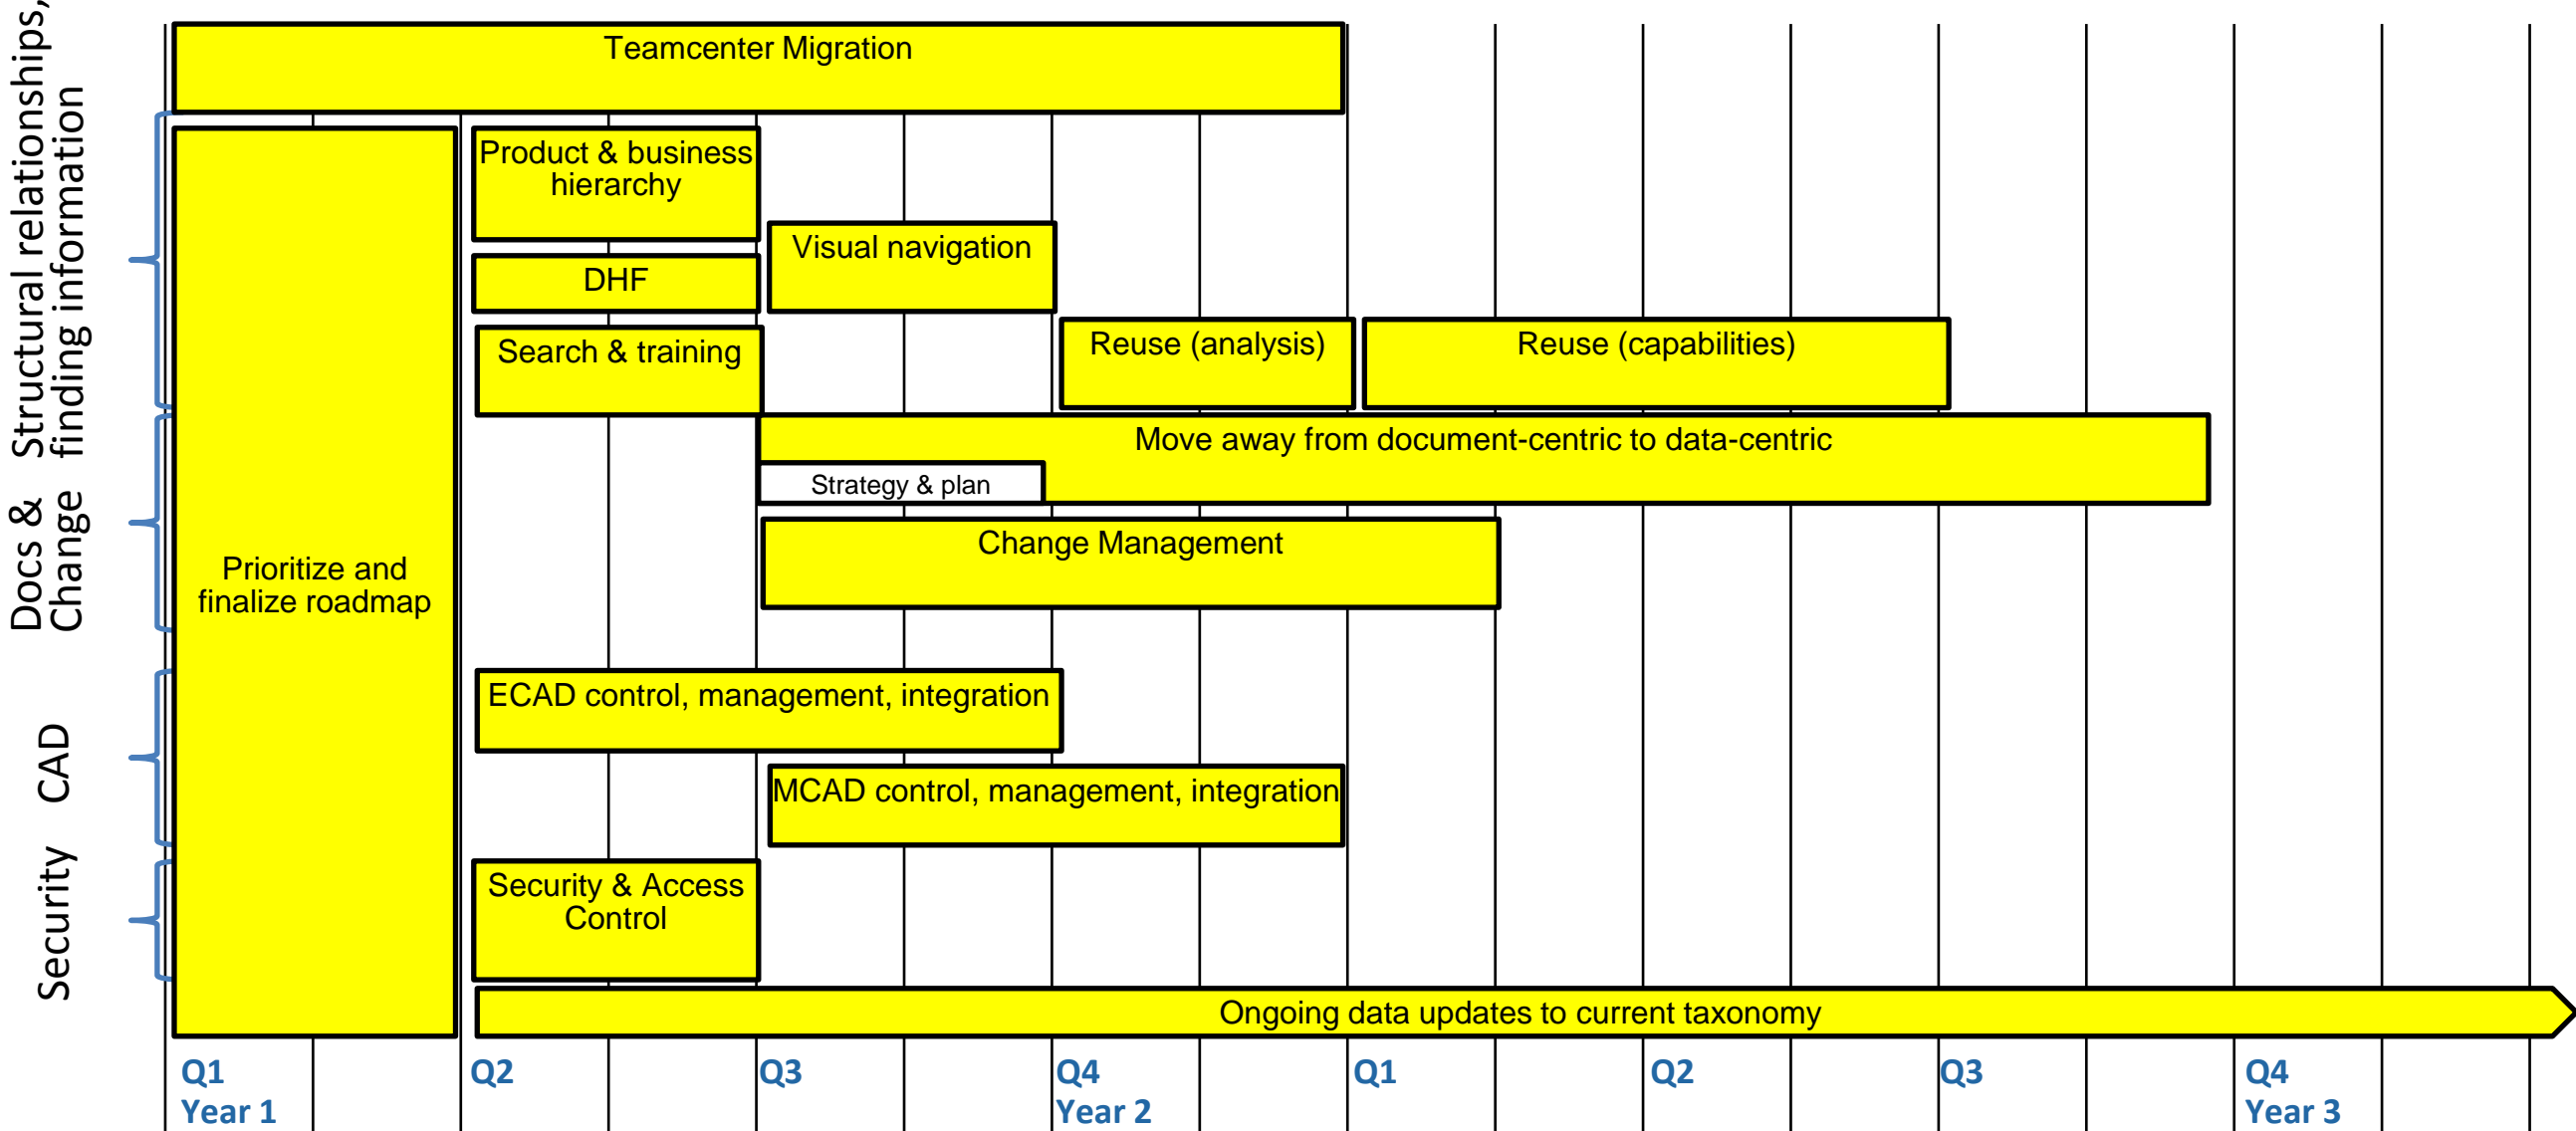 Structural relationships,
finding information
Docs &
Change
CAD
Security
Teamcenter Migration
Prioritize and
finalize roadmap
Product & business
hierarchy
DHF
Search & training
Visual navigation
Reuse (analysis)
Reuse (capabilities)
Move away from document-centric to data-centric
Strategy & plan
Change Management
ECAD control, management, integration
MCAD control, management, integration
Security & Access
Control
Ongoing data updates to current taxonomy
Q1
Year 1
Q2
Q3
Q4
Year 2
Q1
Q2
Q3
Q4
Year 3